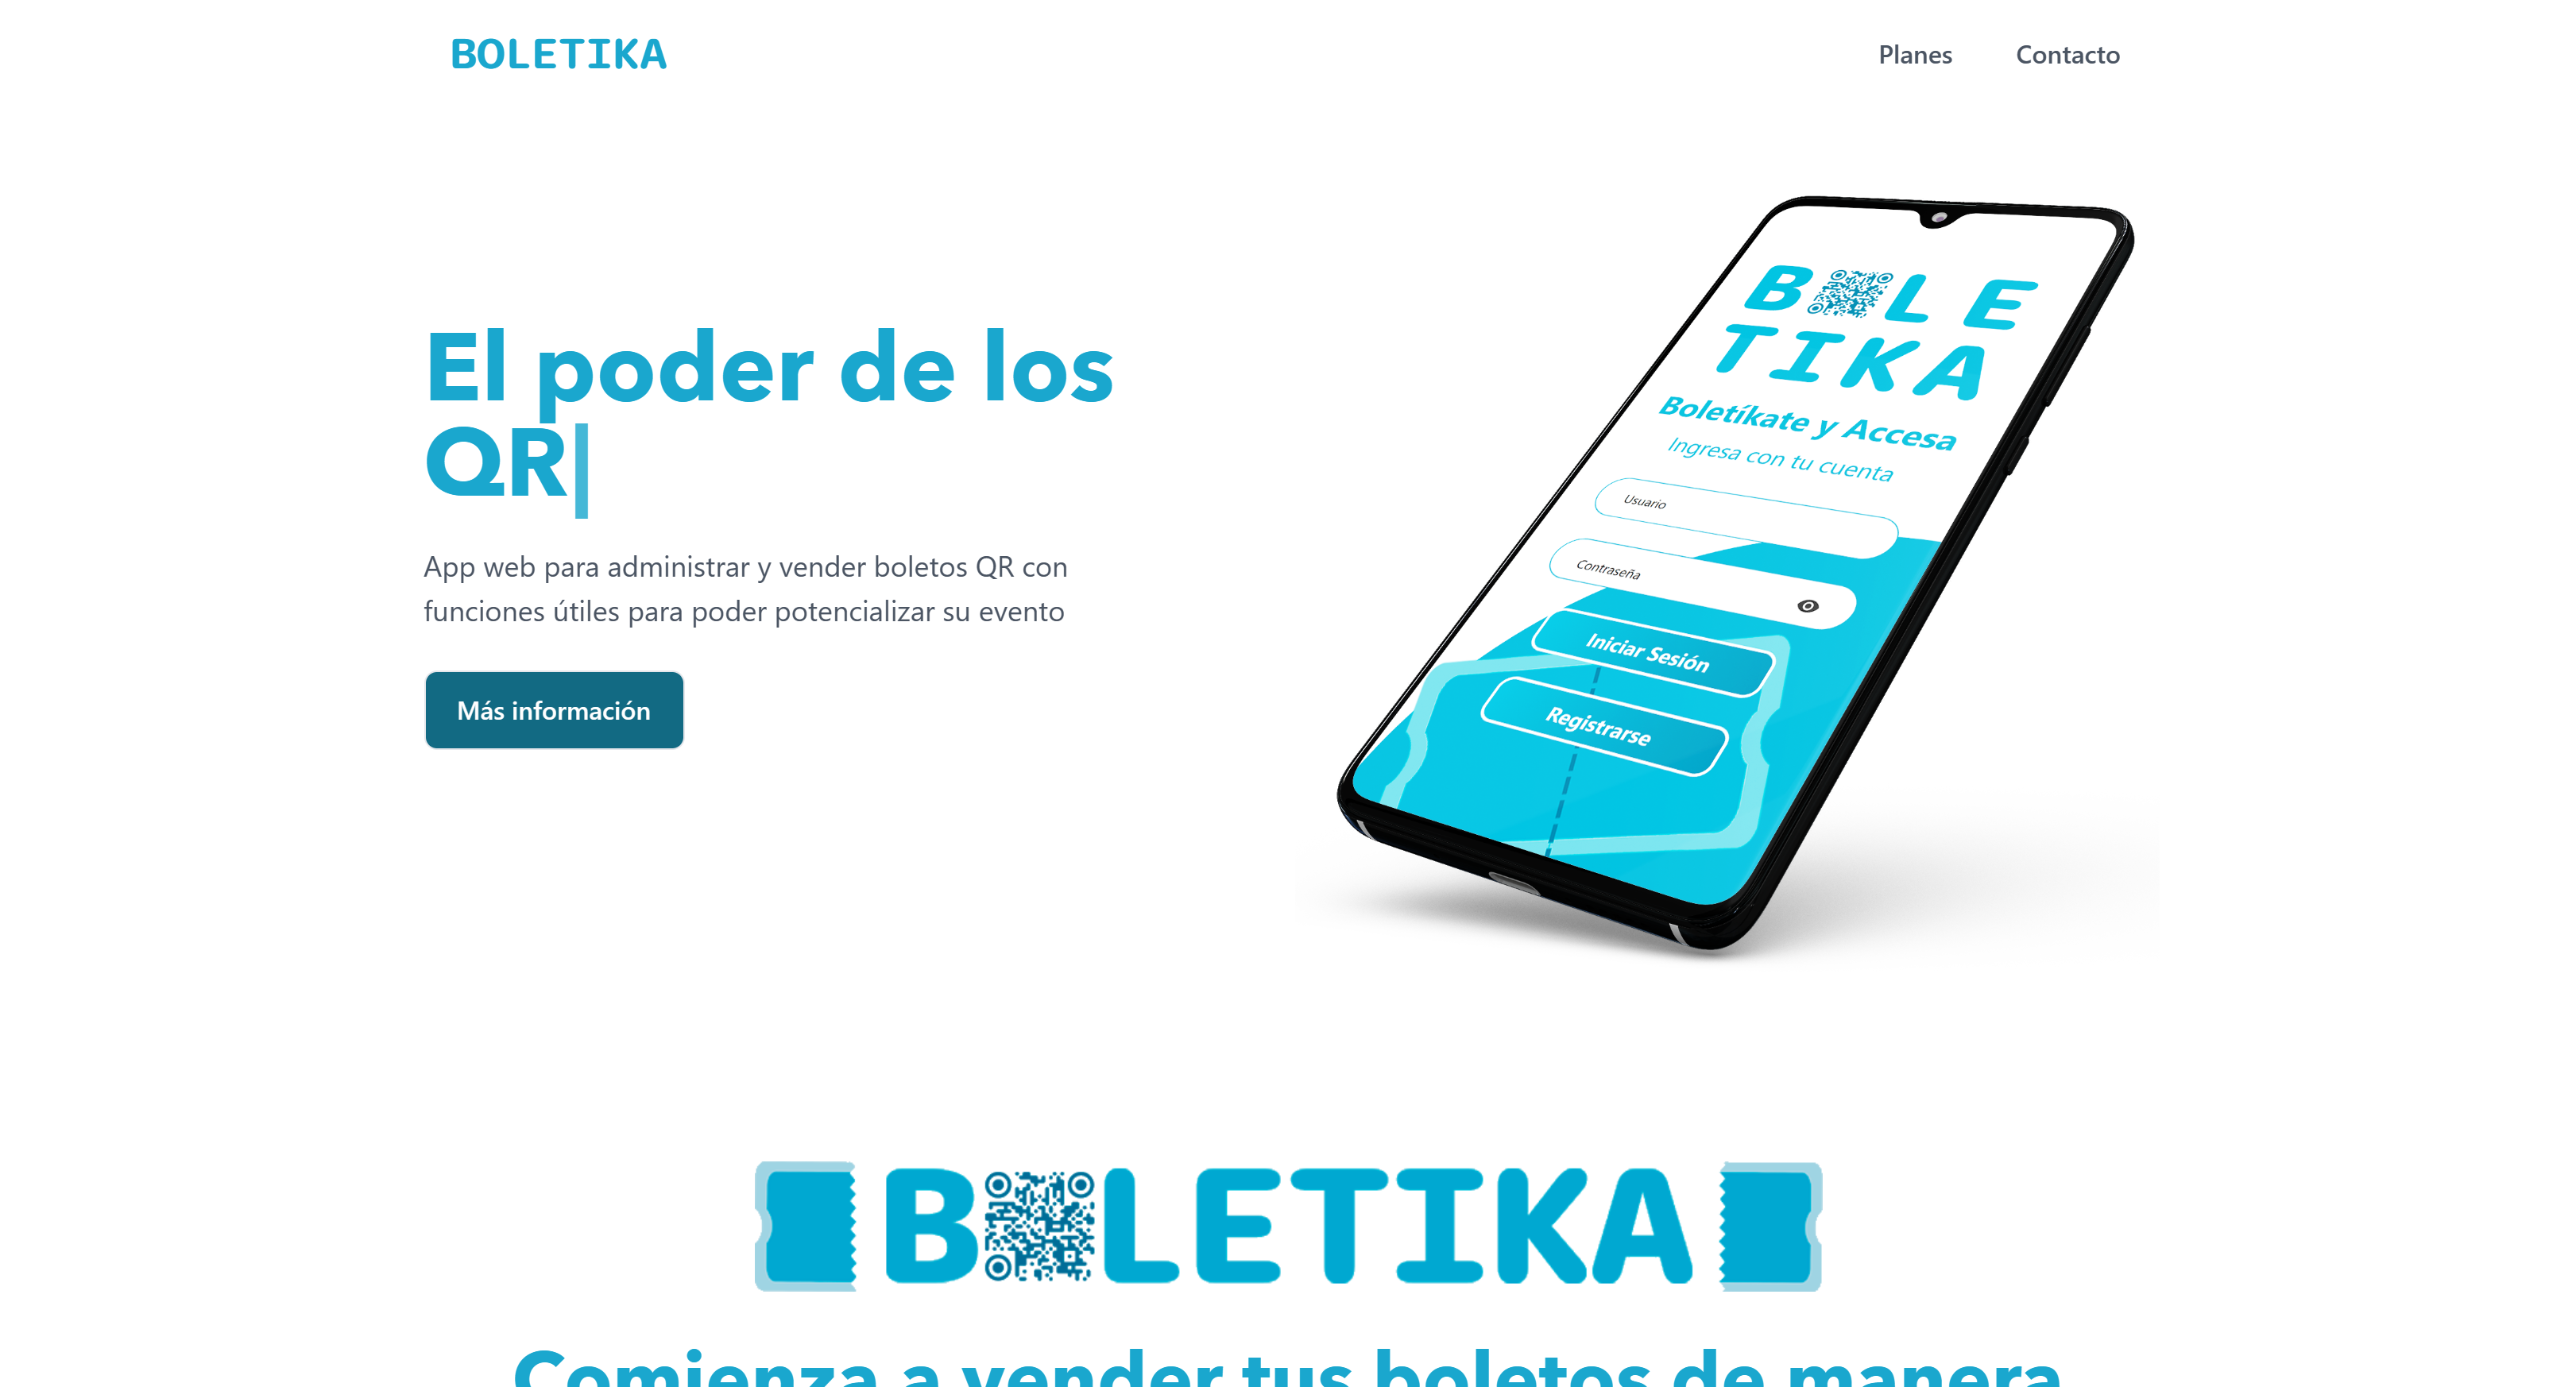 BOLETIKA
Planes
Contacto
El poder de los
QR|
App web para administrar y vender boletos QR con
funciones útiles para poder potencializar su evento
Más información
BOLE
TIKA
Boletíkate y Accesa
Ingresa con tu cuenta
Usuario
Contraseña
Iniciar Sesión
Registrarse
BOLETIKA
Comienza a vender tus boletos de manera